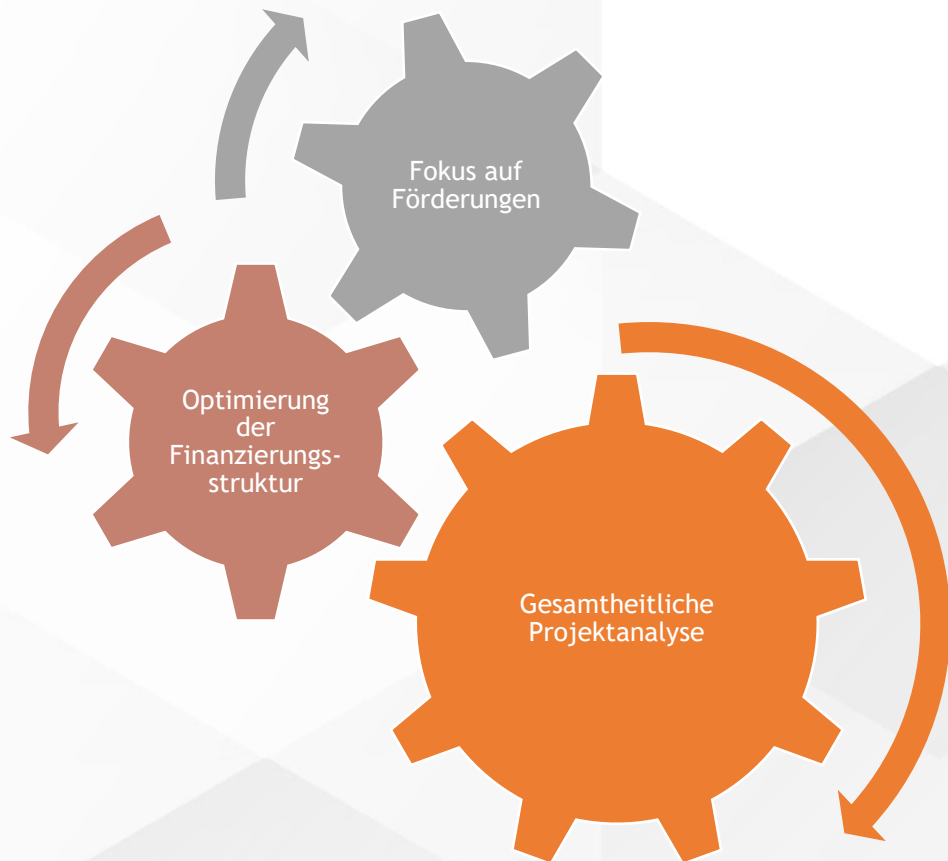 Fokus auf
Förderungen
Optimierung
der
Finanzierungs-
struktur
Gesamtheitliche
Projektanalyse